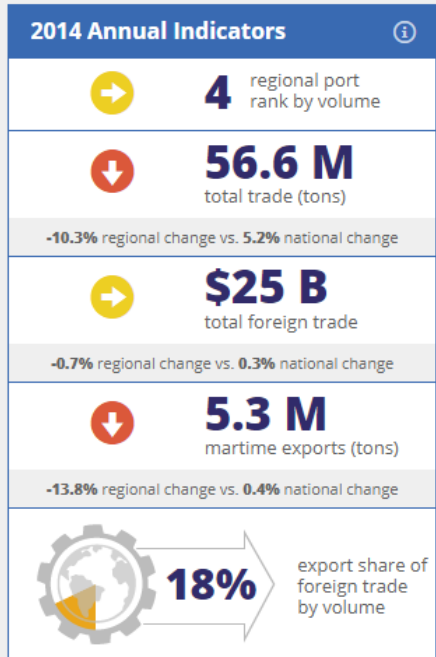 2014 Annual Indicators
4 regional port
rank by volume
56.6 M
total trade (tons)
-10.3% regional change vs. 5.2% national change
$25 B
total foreign trade
-0.7% regional change vs. 0.3% national change
5.3 M
martime exports (tons)
-13.8% regional change vs. 0.4% national change
18%
export share of
foreign trade
by volume